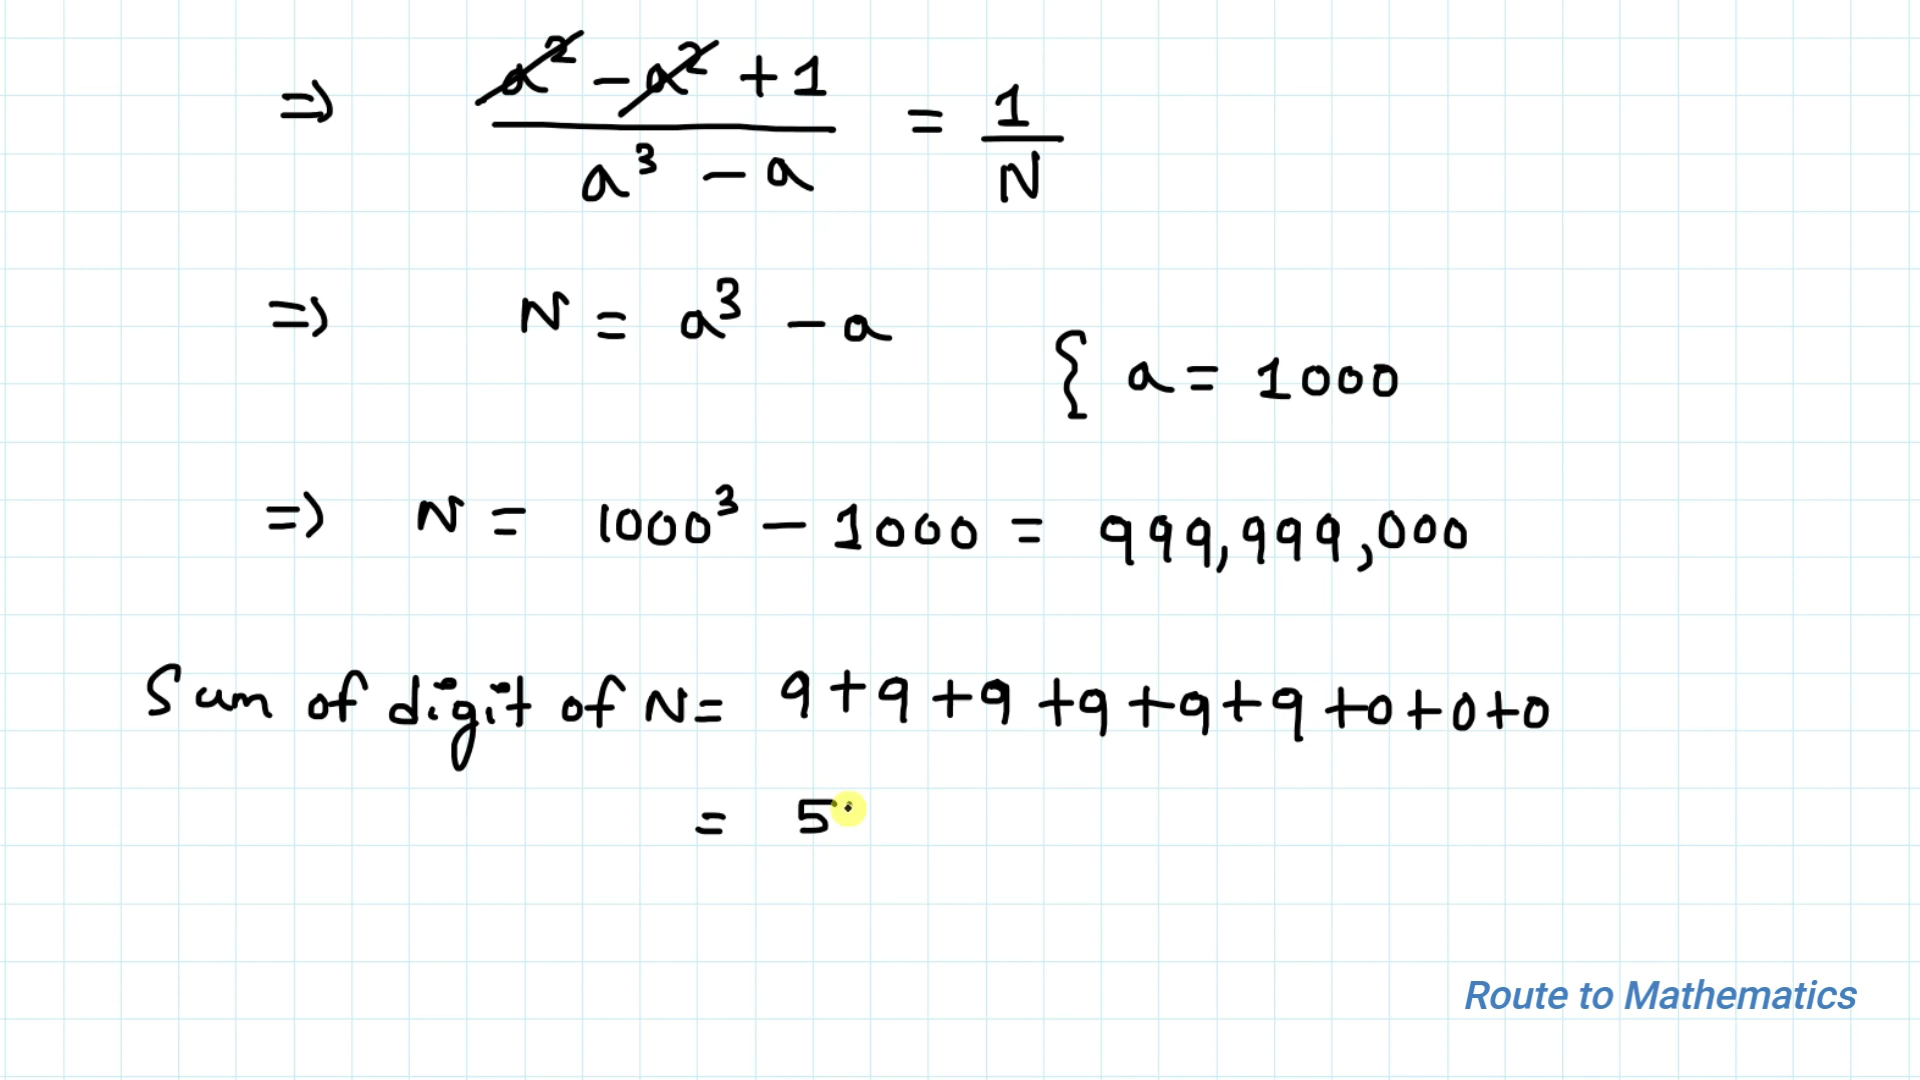 ⇒ (a² - a² + 1)/(a³ - a) = 1/N
⇒ N = a³ - a
{ a = 1000
⇒ N = 1000³ - 1000 = 999,999,000
Sum of digit of N = 9+9+9+9+9+9+0+0+0
= 5
Route to Mathematics